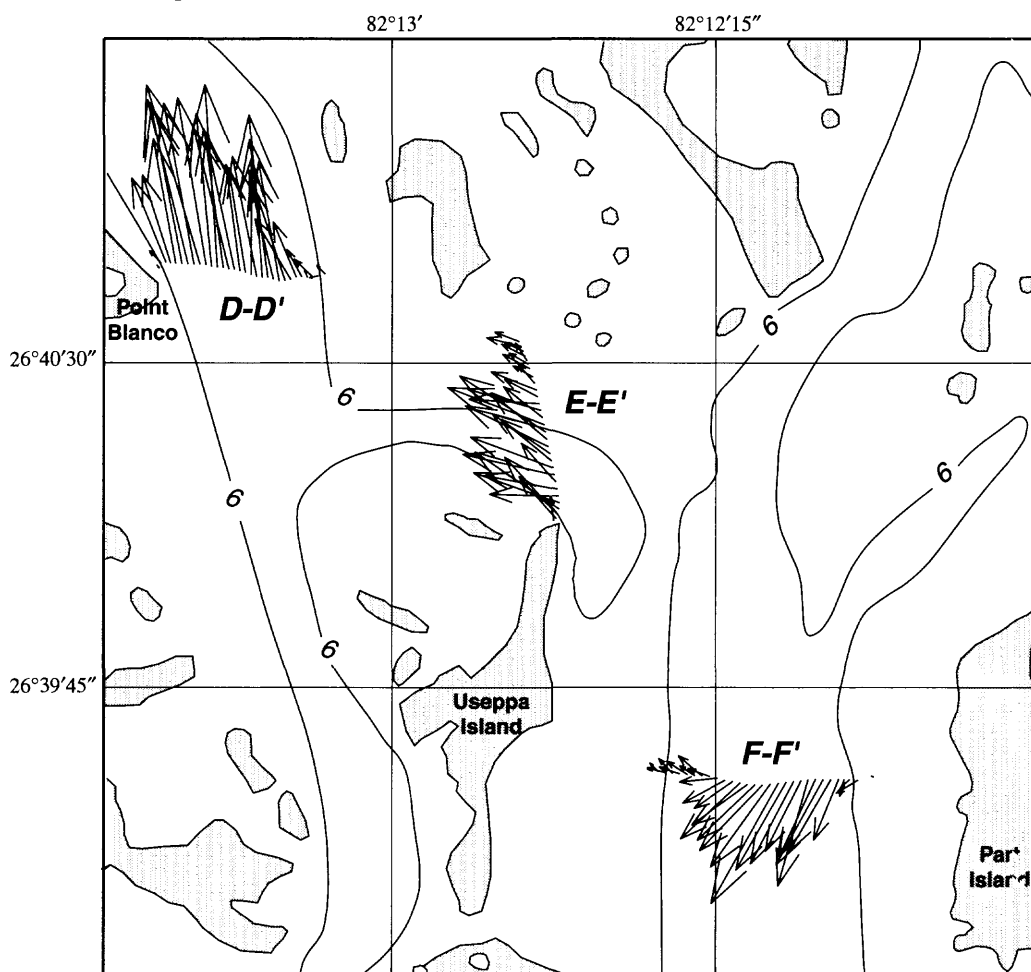 82°13′ 82°12′15″
Point
Blanco
D-D'
26°40′30″
E-E'
6
6
6
6
6
26°39′45″
Useppa
Island
F-F'
Island